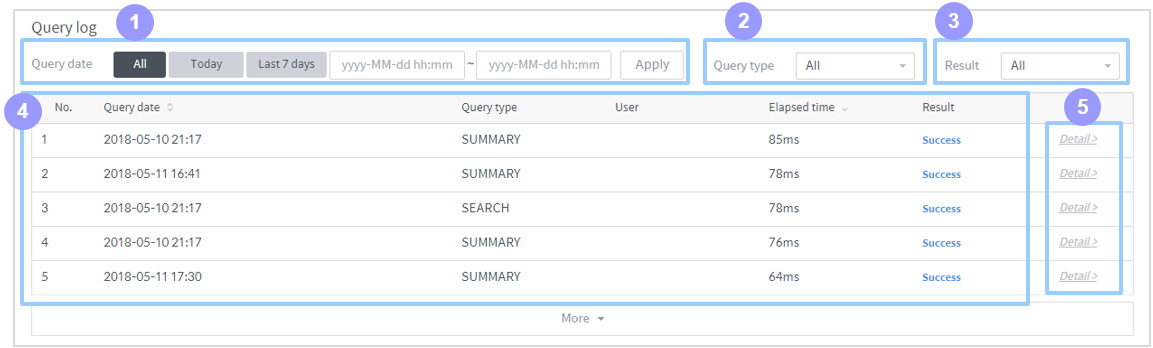 1
2
3
Query log
Query date All Today Last 7 days yyyy-MM-dd hh:mm ~ yyyy-MM-dd hh:mm Apply Query type All Result All
4
5
No. Query date Query type User Elapsed time Result
1 2018-05-10 21:17 SUMMARY 85ms Success Detail >
2 2018-05-11 16:41 SUMMARY 78ms Success Detail >
3 2018-05-10 21:17 SEARCH 78ms Success Detail >
4 2018-05-10 21:17 SUMMARY 76ms Success Detail >
5 2018-05-11 17:30 SUMMARY 64ms Success Detail >
More